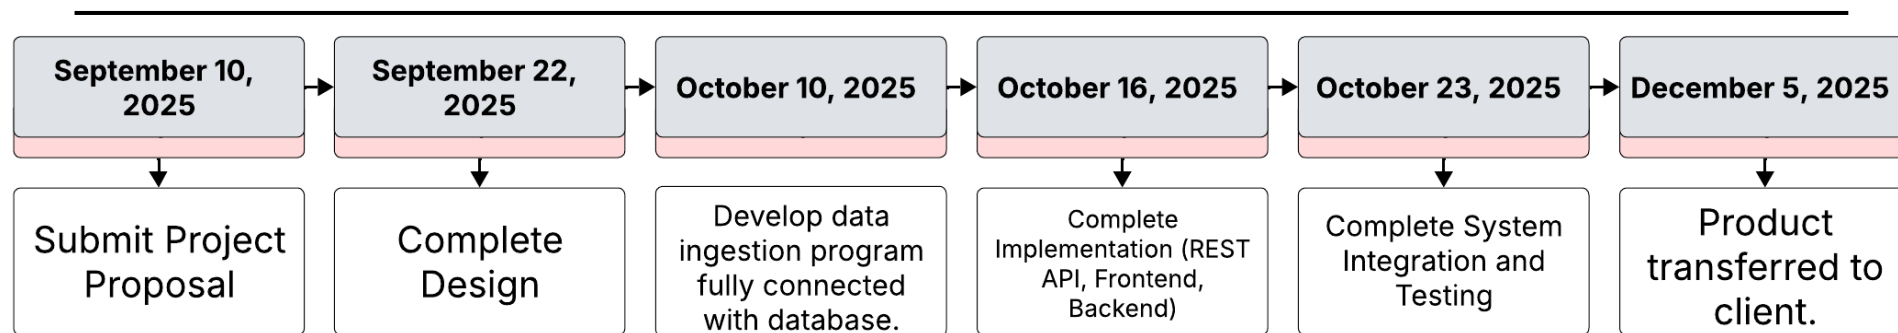 September 10,
2025
September 22,
2025
October 10, 2025
October 16, 2025
October 23, 2025
December 5, 2025
Submit Project
Proposal
Complete
Design
Develop data
ingestion program
fully connected
with database.
Complete
Implementation (REST
API, Frontend,
Backend)
Complete System
Integration and
Testing
Product
transferred to
client.